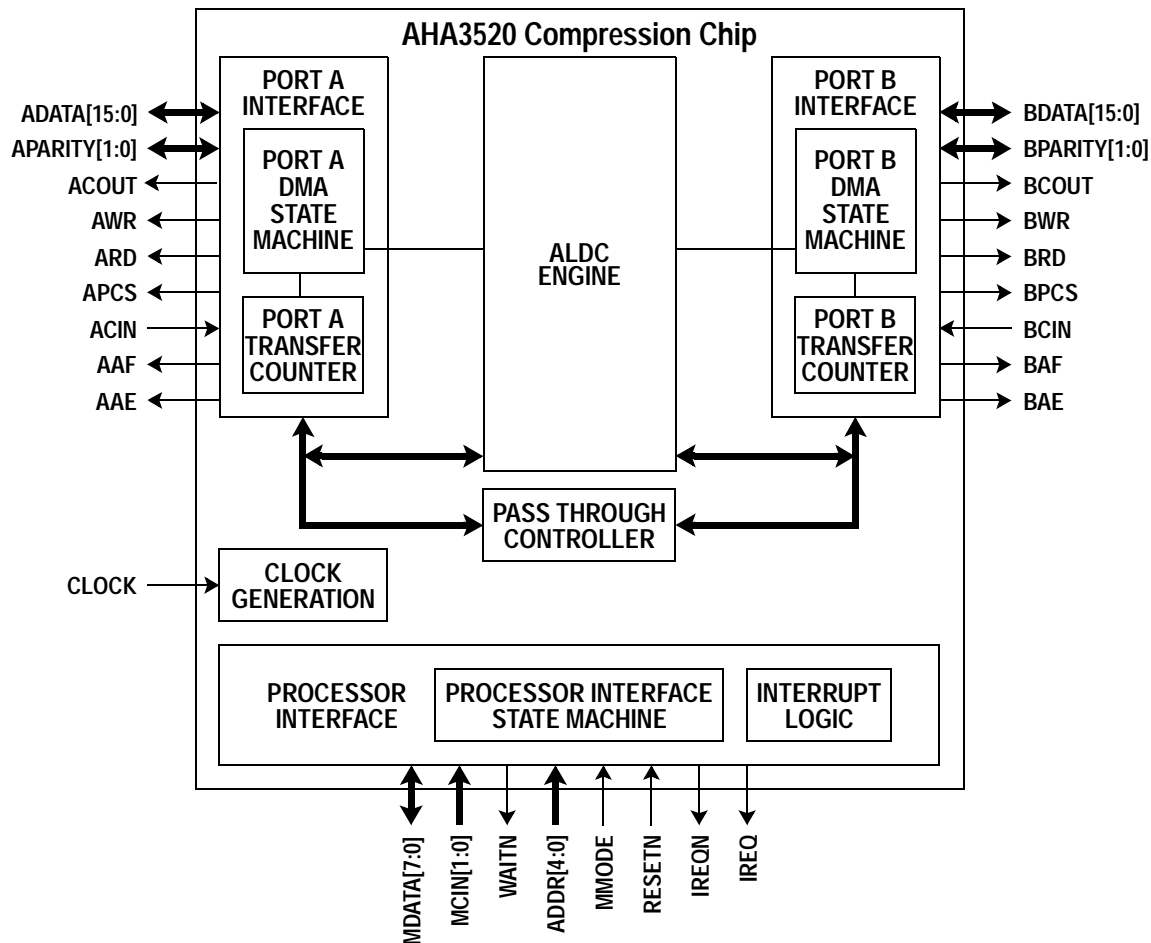 AHA3520 Compression Chip
PORT A
INTERFACE
PORT A
DMA
STATE
MACHINE
PORT A
TRANSFER
COUNTER
ALDC
ENGINE
PORT B
INTERFACE
PORT B
DMA
STATE
MACHINE
PORT B
TRANSFER
COUNTER
ADATA[15:0]
APARITY[1:0]
ACOUT
AWR
ARD
APCS
ACIN
AAF
AAE
BDATA[15:0]
BPARITY[1:0]
BCOUT
BWR
BRD
BPCS
BCIN
BAF
BAE
PASS THROUGH
CONTROLLER
CLOCK
CLOCK
GENERATION
PROCESSOR
INTERFACE
PROCESSOR INTERFACE
STATE MACHINE
INTERRUPT
LOGIC
MDATA[7:0]
MCIN[1:0]
WAITN
ADDR[4:0]
MMODE
RESETN
IREQN
IREQ